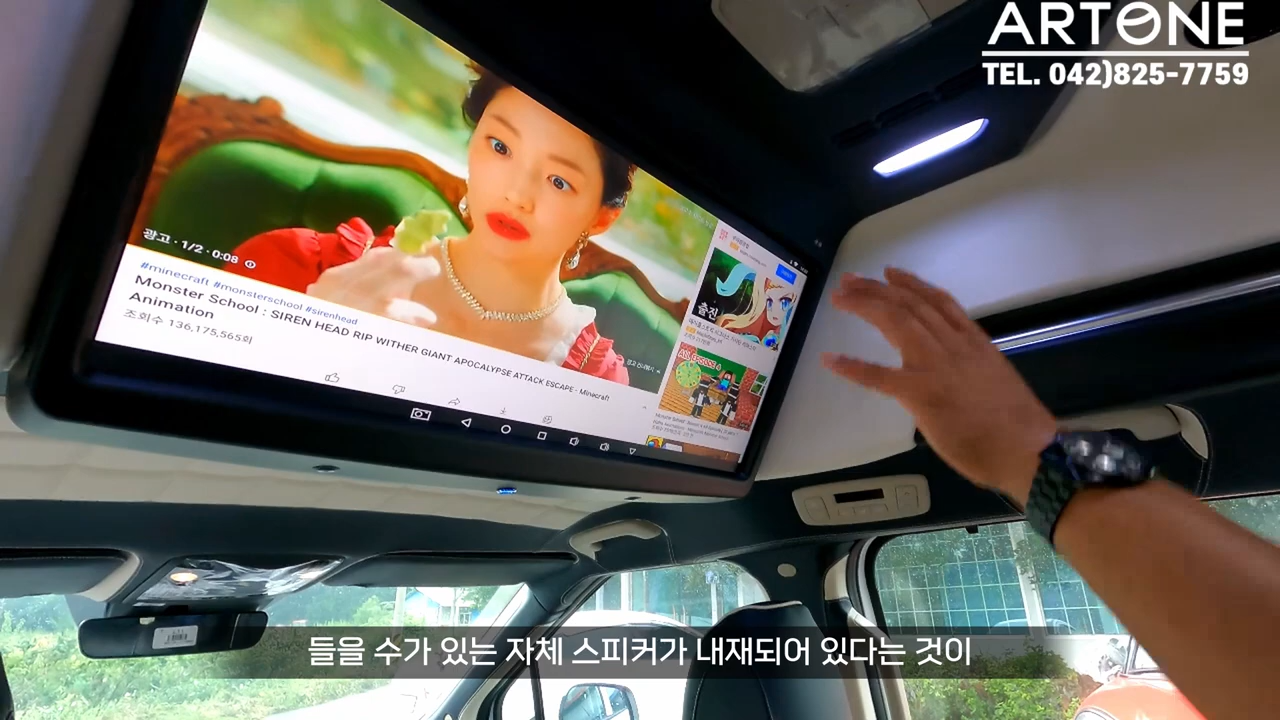 ARTONE
TEL. 042)825-7759
광고 · 1/2 · 0:08
#minecraft #monsterschool #sirenhead
Monster School : SIREN HEAD RIP WITHER GIANT APOCALYPSE ATTACK ESCAPE - Minecraft
Animation
조회수 136,175,565회
출진
ALL EPISODE
들을 수가 있는 자체 스피커가 내재되어 있다는 것이